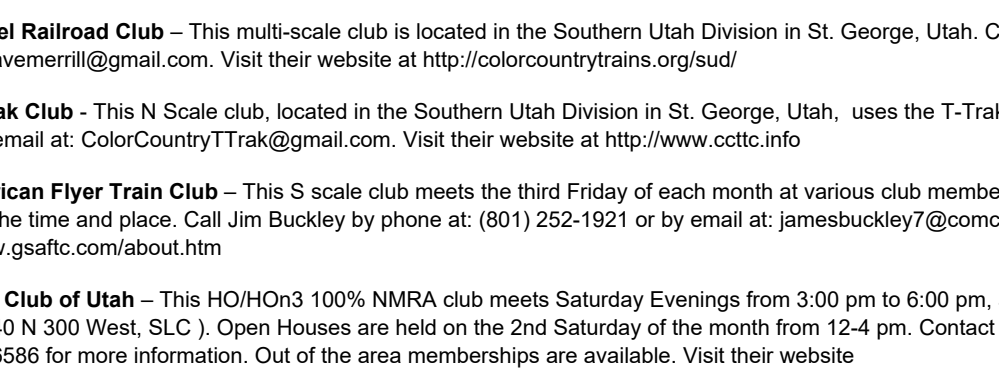 el Railroad Club – This multi-scale club is located in the Southern Utah Division in St. George, Utah. C
avemerrill@gmail.com. Visit their website at http://colorcountrytrains.org/sud/
ak Club - This N Scale club, located in the Southern Utah Division in St. George, Utah,  uses the T-Trak
email at: ColorCountryTTrak@gmail.com. Visit their website at http://www.ccttc.info
ican Flyer Train Club – This S scale club meets the third Friday of each month at various club membe
he time and place. Call Jim Buckley by phone at: (801) 252-1921 or by email at: jamesbuckley7@comc
w.gsaftc.com/about.htm
Club of Utah – This HO/HOn3 100% NMRA club meets Saturday Evenings from 3:00 pm to 6:00 pm,
40 N 300 West, SLC ). Open Houses are held on the 2nd Saturday of the month from 12-4 pm. Contact
6586 for more information. Out of the area memberships are available. Visit their website